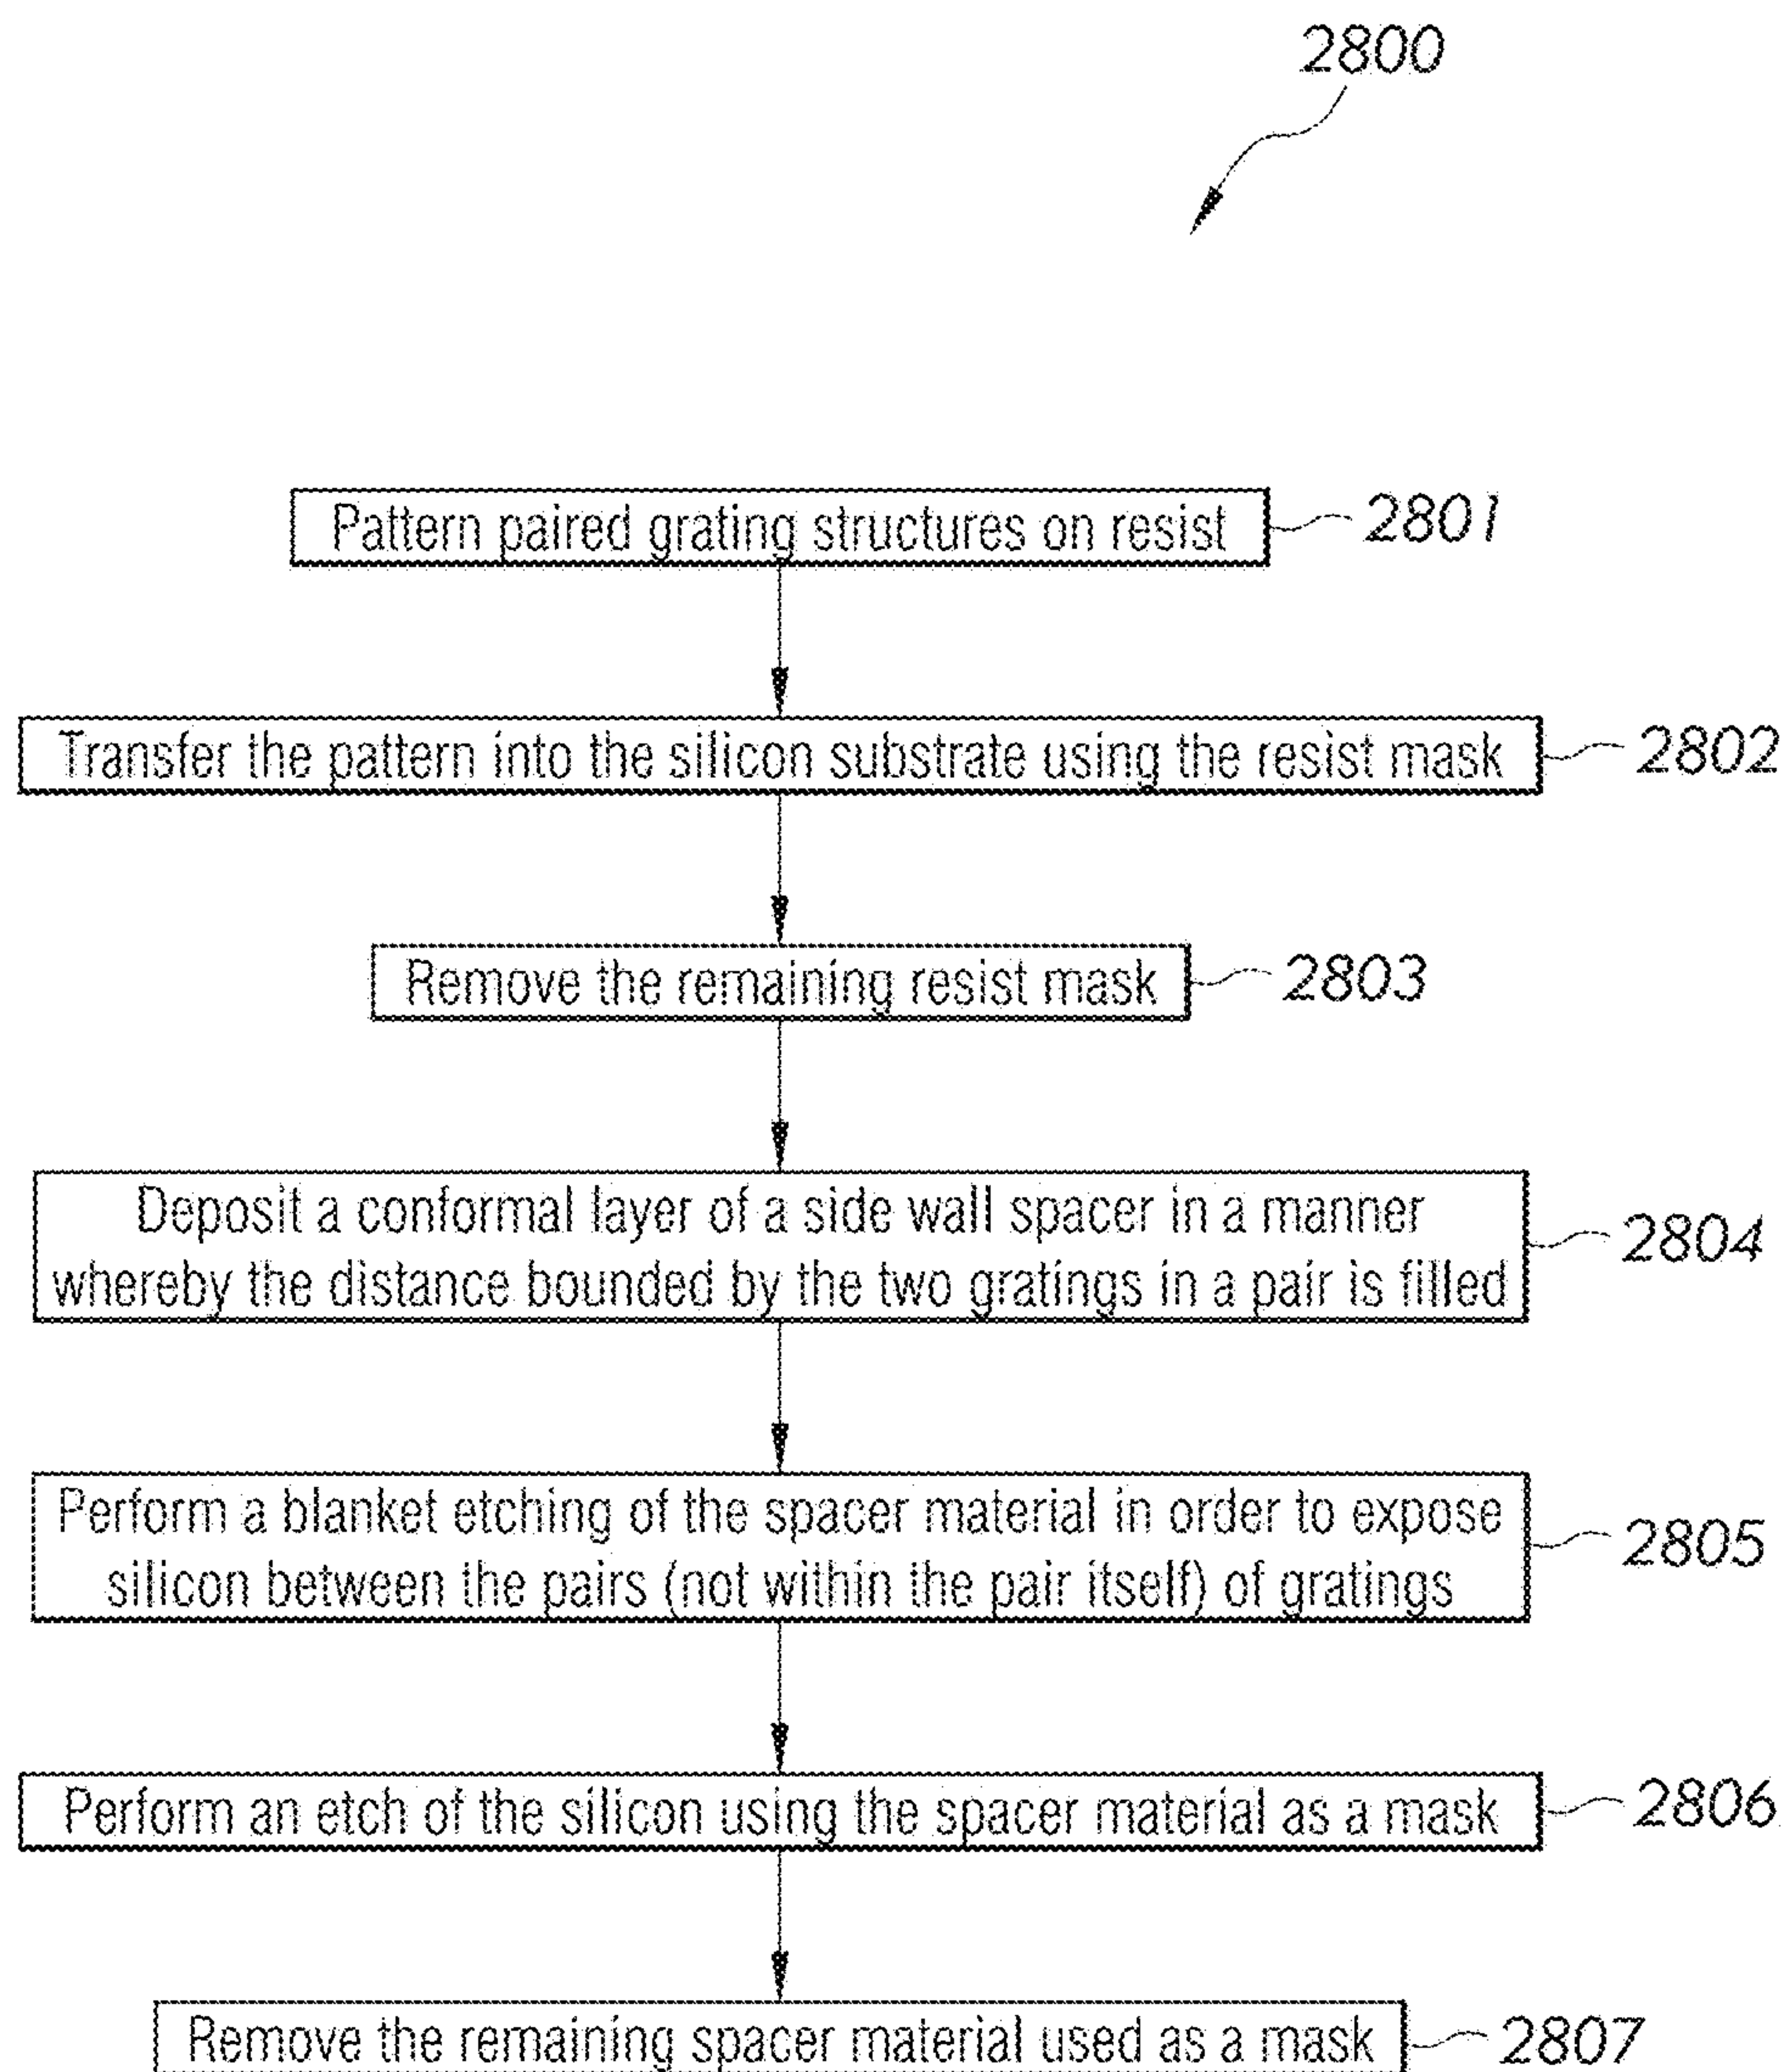 2800
Pattern paired grating structures on resist 2801
Transfer the pattern into the silicon substrate using the resist mask 2802
Remove the remaining resist mask 2803
Deposit a conformal layer of a side wall spacer in a manner
whereby the distance bounded by the two gratings in a pair is filled 2804
Perform a blanket etching of the spacer material in order to expose
silicon between the pairs (not within the pair itself) of gratings 2805
Perform an etch of the silicon using the spacer material as a mask 2806
Remove the remaining spacer material used as a mask 2807